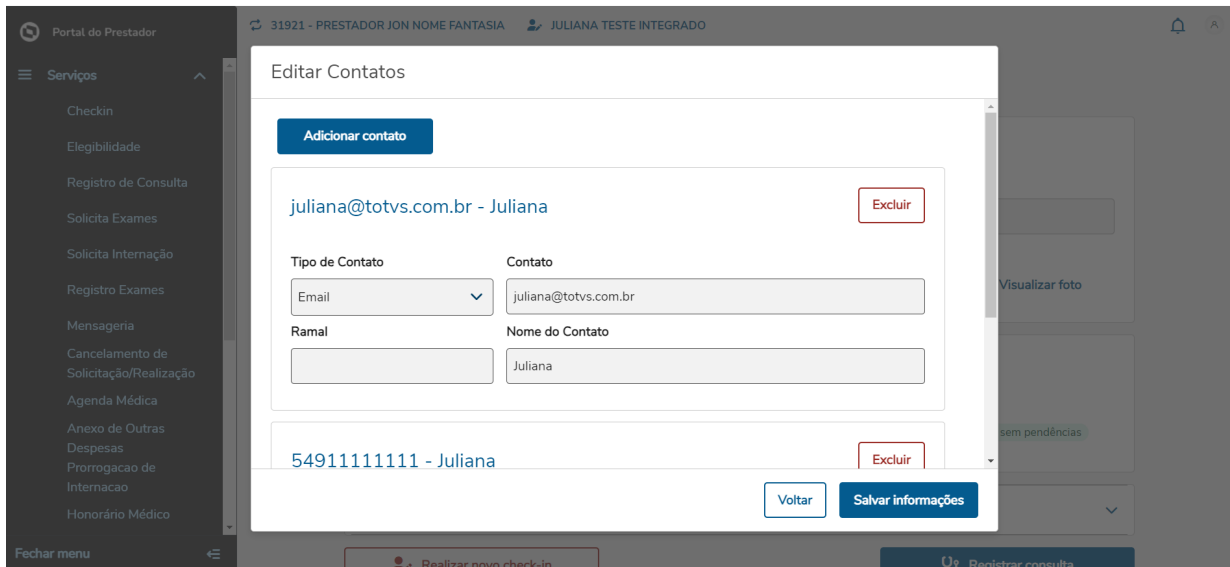 Portal do Prestador
Serviços
Checkin
Elegibilidade
Registro de Consulta
Solicita Exames
Solicita Internação
Registro Exames
Mensageria
Cancelamento de
Solicitação/Realização
Agenda Médica
Anexo de Outras
Despesas
Prorrogacao de
Internacao
Honorário Médico
Fechar menu
31921 - PRESTADOR JON NOME FANTASIA JULIANA TESTE INTEGRADO
A
Editar Contatos
Adicionar contato
juliana@totvs.com.br - Juliana
Excluir
Tipo de Contato Contato
Email juliana@totvs.com.br
Ramal Nome do Contato
Juliana
54911111111 - Juliana
Excluir
Voltar Salvar informações
Visualizar foto
sem pendências
Realizar novo check-in Registrar consulta